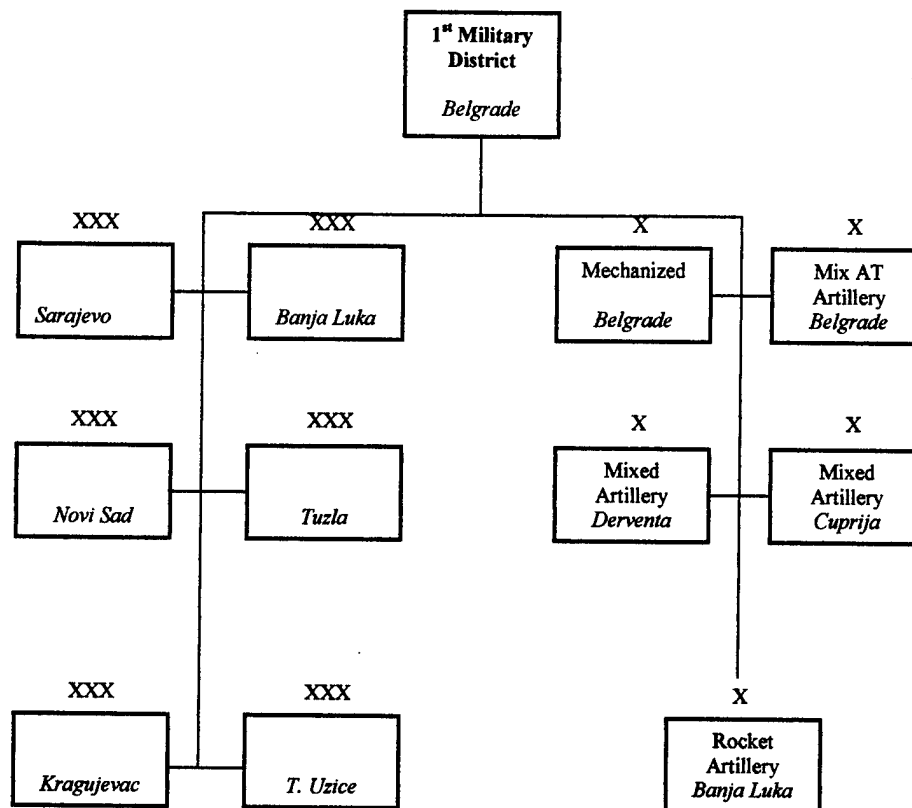 1st Military
District
Belgrade
XXX
XXX
X
X
Sarajevo
Banja Luka
Mechanized
Belgrade
Mix AT
Artillery
Belgrade
XXX
XXX
X
X
Novi Sad
Tuzla
Mixed
Artillery
Derventa
Mixed
Artillery
Cuprija
XXX
XXX
X
Kragujevac
T. Uzice
Rocket
Artillery
Banja Luka